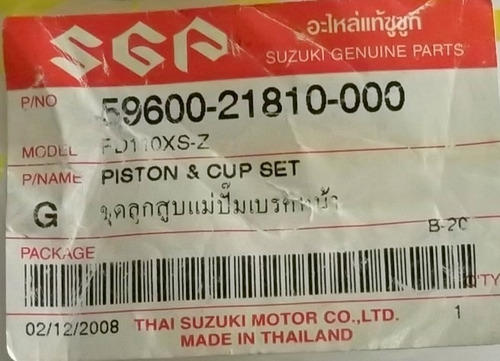 SGP
อะไหล่แท้ซูซูกิ
SUZUKI GENUINE PARTS
P/NO 59600-21810-000
MODEL FD110XS-Z
P/NAME PISTON & CUP SET
G ชุดลูกสูบแม่ปั๊มเบรคหน้า
B-20
PACKAGE
Q'TY
02/12/2008 THAI SUZUKI MOTOR CO.,LTD. 1
MADE IN THAILAND